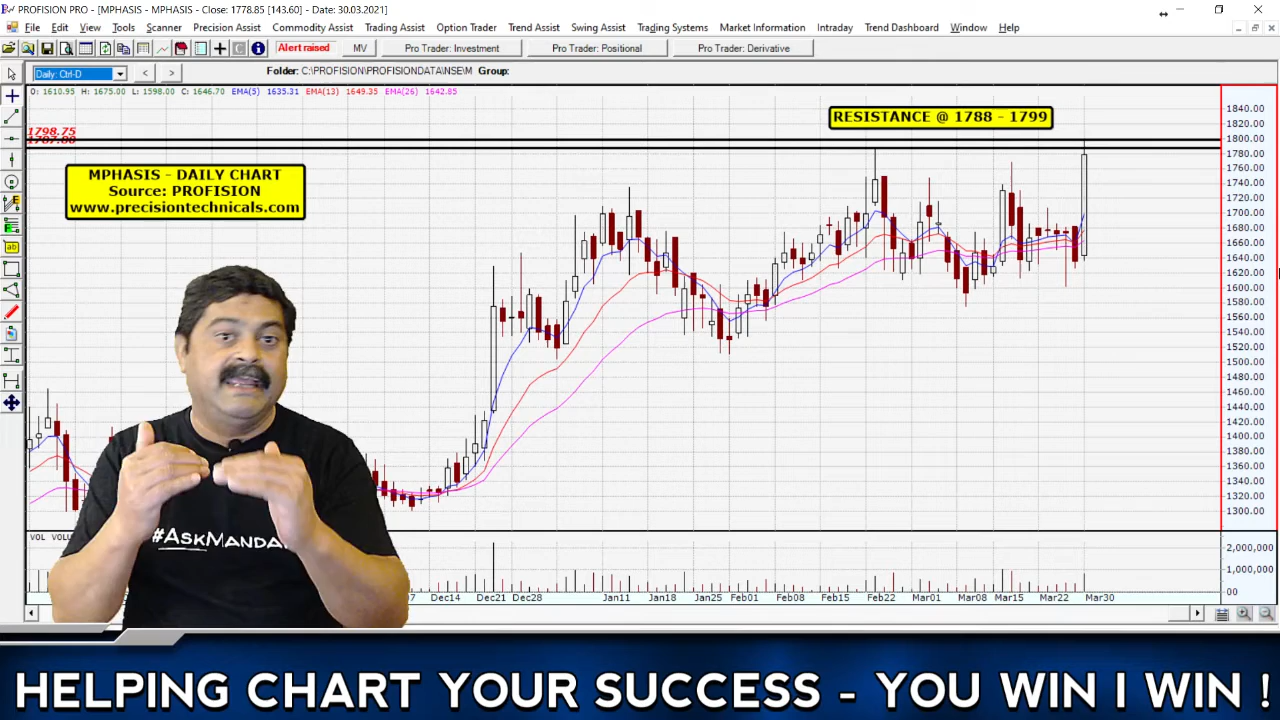 PROFISION PRO - [MPHASIS - MPHASIS - Close: 1778.85 [143.60] - Date: 30.03.2021]
File Edit View Tools Scanner Precision Assist Commodity Assist Trading Assist Option Trader Trend Assist Swing Assist Trading Systems Market Information Intraday Trend Dashboard Window Help
Alert raised MV Pro Trader: Investment Pro Trader: Positional Pro Trader: Derivative
Daily: Ctrl-D < > Folder: C:\PROFISION\PROFISIONDATA\NSE\M Group:
O: 1610.95 H: 1675.00 L: 1598.00 C: 1646.70 EMA(5) 1635.31 EMA(13) 1649.35 EMA(26) 1642.85
RESISTANCE @ 1788 - 1799
1798.75
MPHASIS - DAILY CHART
Source: PROFISION
www.precisiontechnicals.com
1840.00
1820.00
1800.00
1780.00
1760.00
1740.00
1720.00
1700.00
1680.00
1660.00
1640.00
1620.00
1600.00
1580.00
1560.00
1540.00
1520.00
1500.00
1480.00
1460.00
1440.00
1420.00
1400.00
1380.00
1360.00
1340.00
1320.00
1300.00
#ASKMANDA
VOL
2,000,000
1,000,000
00
Dec14 Dec21 Dec28 Jan11 Jan18 Jan25 Feb01 Feb08 Feb15 Feb22 Mar01 Mar08 Mar15 Mar22 Mar30
HELPING CHART YOUR SUCCESS - YOU WIN I WIN !